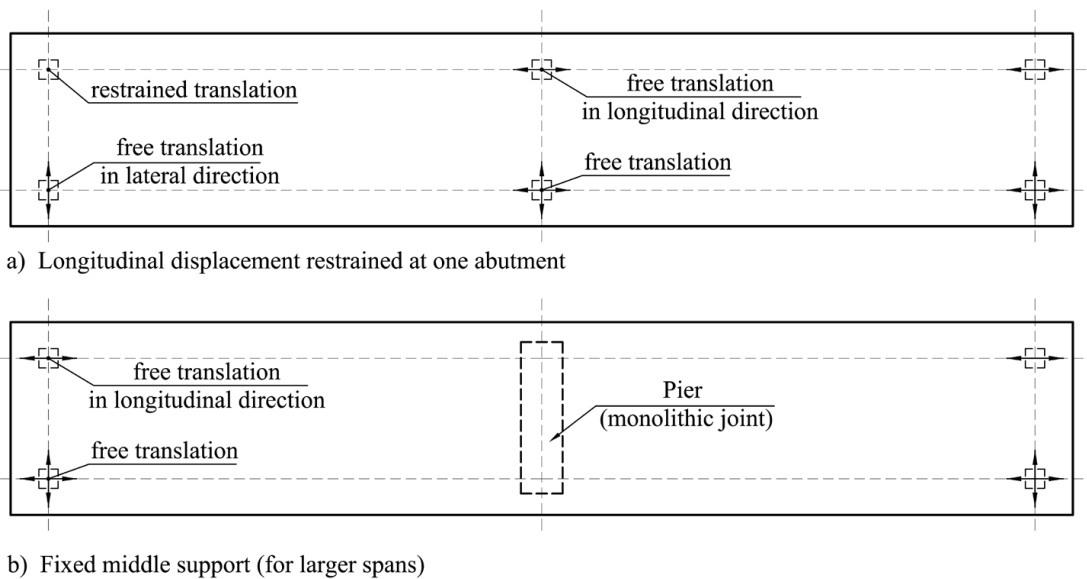 restrained translation
free translation
in longitudinal direction
free translation
in lateral direction
free translation
a) Longitudinal displacement restrained at one abutment
free translation
in longitudinal direction
Pier
(monolithic joint)
free translation
b) Fixed middle support (for larger spans)